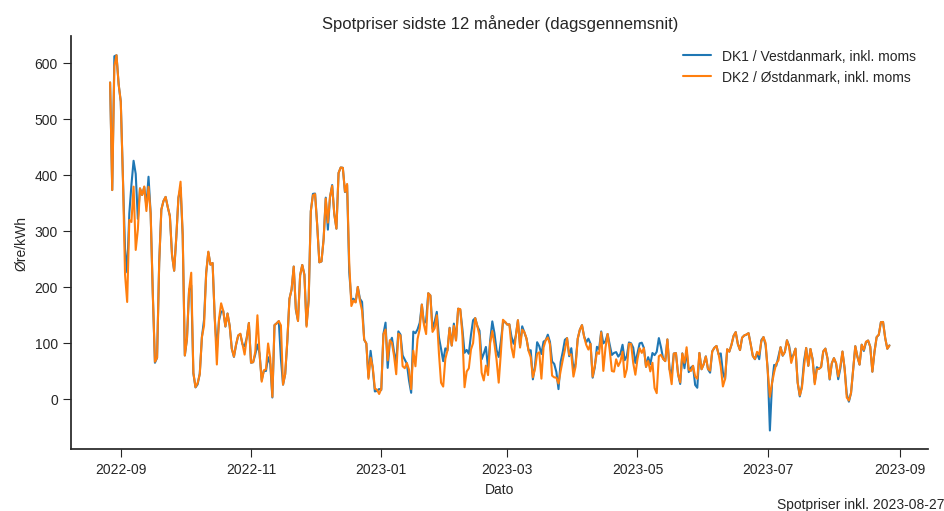 Spotpriser sidste 12 måneder (dagsgennemsnit)
DK1 / Vestdanmark, inkl. moms
DK2 / Østdanmark, inkl. moms
600
500
400
300
200
100
0
Øre/kWh
2022-09 2022-11 2023-01 2023-03 2023-05 2023-07 2023-09
Dato
Spotpriser inkl. 2023-08-27